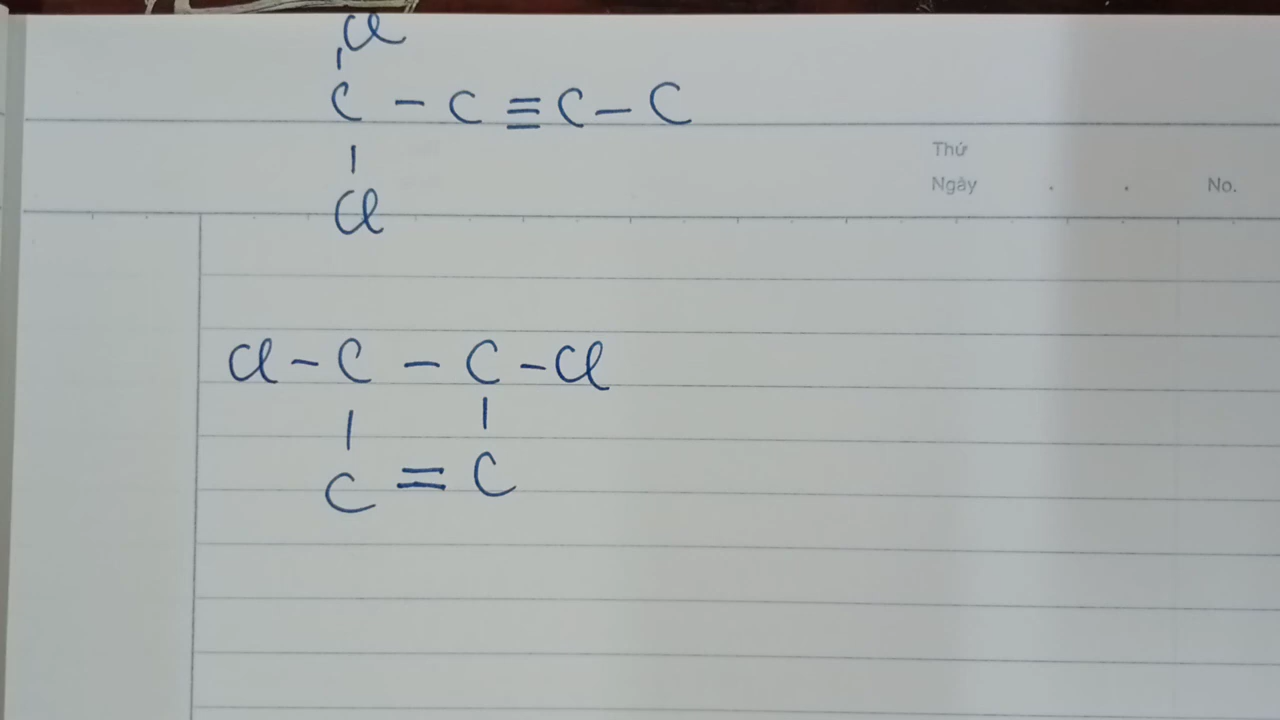 Cl
C - C ≡ C - C
Thứ
Ngày . . No.
Cl
Cl - C - C - Cl
C = C